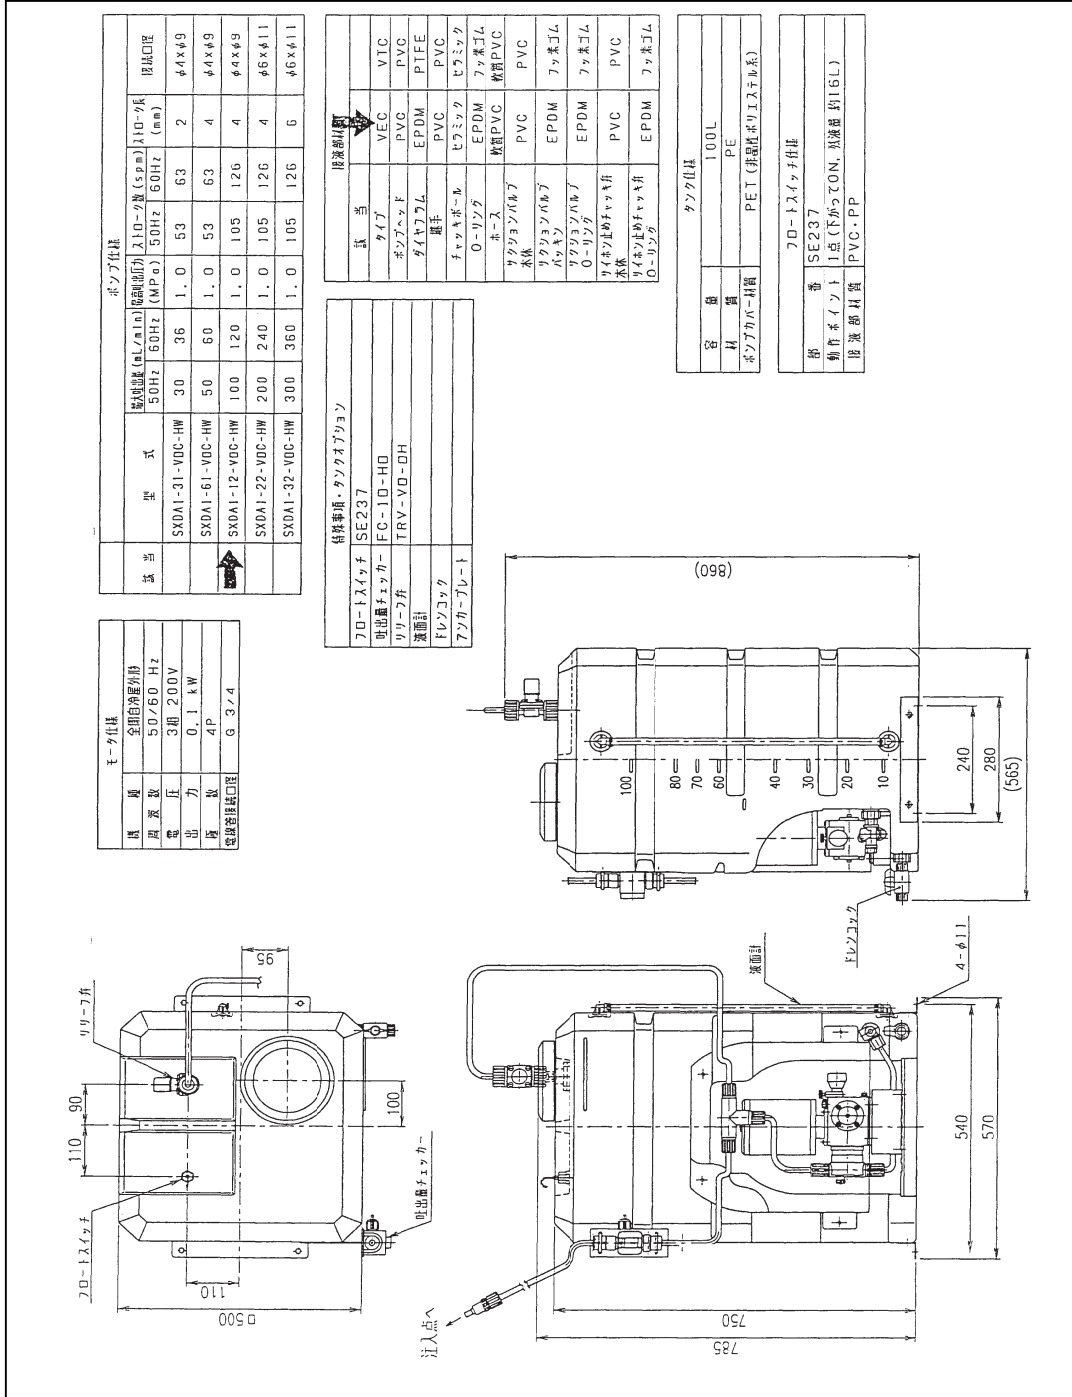 モータ仕様
機種 全閉自冷屋外形
周波数 50/60 Hz
電圧 3相 200V
出力 0.1 kW
極数 4P
電線管接続口径 G 3/4
ポンプ仕様
該当 型式 最大吐出量(mL/min) 最高吐出圧力(MPa) ストローク数(spm) ストローク長(mm) 接続口径
50Hz 60Hz 50Hz 60Hz
SXDA1-31-VDC-HW 30 36 1.0 53 63 2 φ4xφ9
SXDA1-61-VDC-HW 50 60 1.0 53 63 4 φ4xφ9
SXDA1-12-VDC-HW 100 120 1.0 105 126 4 φ4xφ9
SXDA1-22-VDC-HW 200 240 1.0 105 126 4 φ6xφ11
SXDA1-32-VDC-HW 300 360 1.0 105 126 6 φ6xφ11
特殊事項・タンクオプション
フロートスイッチ SE237
吐出量チェッカー FC-1D-HD
リリーフ弁 TRV-VD-DH
液面計
ドレンコック
アンカープレート
接液部材質
該当
タイプ VEC VTC
ポンプヘッド PVC PVC
ダイヤフラム EPDM PTFE
継手 PVC PVC
チャッキボール セラミック セラミック
O-リング EPDM フッ素ゴム
ホース 軟質PVC 軟質PVC
サクションバルブ本体 PVC PVC
サクションバルブパッキン EPDM フッ素ゴム
サクションバルブO-リング EPDM フッ素ゴム
サイホン止めチャッキ弁本体 PVC PVC
サイホン止めチャッキ弁O-リング EPDM フッ素ゴム
タンク仕様
容量 100L
材質 PE
ポンプカバー材質 PET(非晶性ポリエステル系)
フロートスイッチ仕様
部番 SE237
動作ポイント 1点(下がってON, 残液量 約16L)
接液部材質 PVC・PP
フロートスイッチ
リリーフ弁
110
90
95
100
110
□500
吐出量チェッカー
注入点へ
785
750
540
570
4-φ11
液面計
ドレンコック
100
80
70
60
40
30
20
10
240
280
(565)
(860)